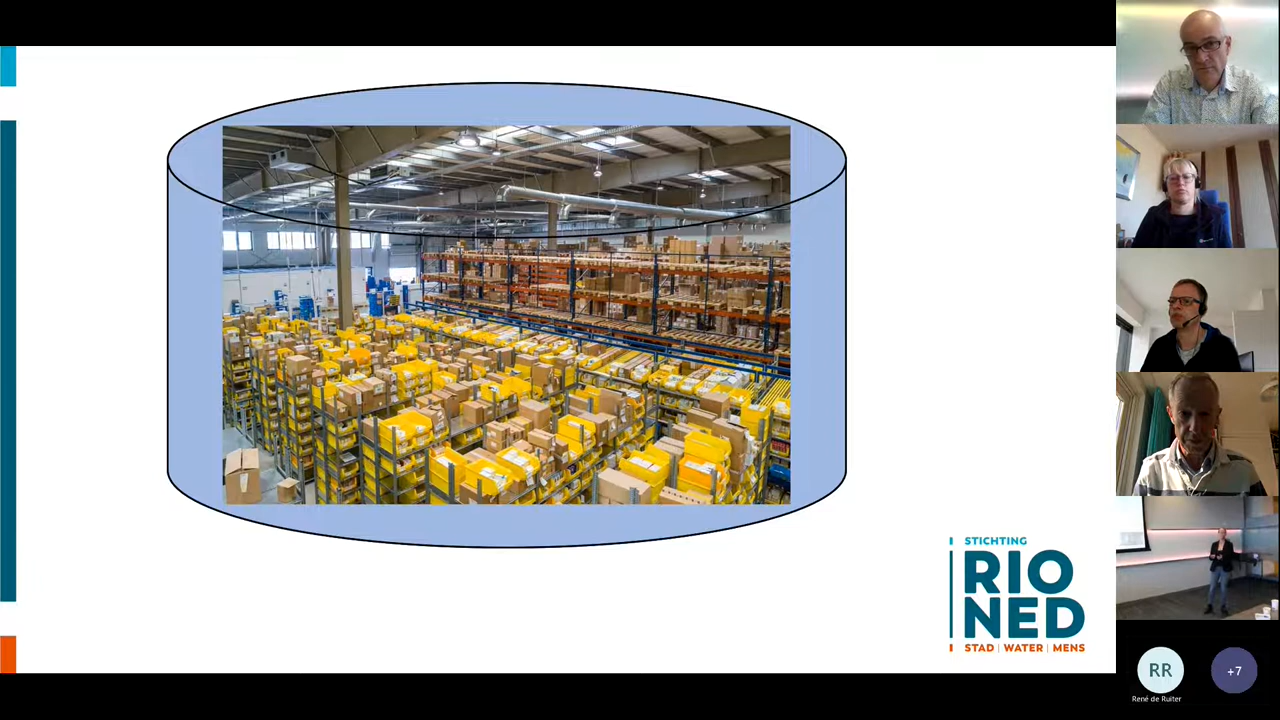 STICHTING
RIO
NED
STAD | WATER | MENS
RR
+7
René de Ruiter